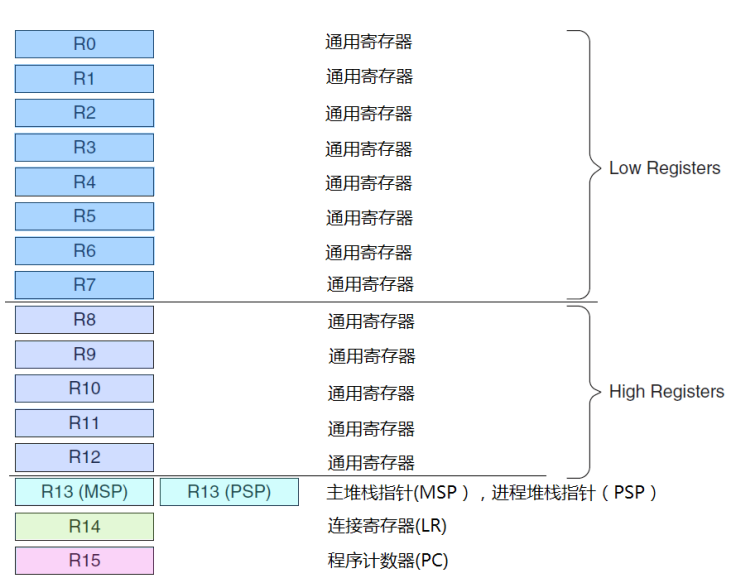 R0 通用寄存器
R1 通用寄存器
R2 通用寄存器
R3 通用寄存器
Low Registers
R4 通用寄存器
R5 通用寄存器
R6 通用寄存器
R7 通用寄存器
R8 通用寄存器
R9 通用寄存器
R10 通用寄存器
High Registers
R11 通用寄存器
R12 通用寄存器
R13 (MSP) R13 (PSP) 主堆栈指针(MSP ) ，进程堆栈指针 ( PSP )
R14 连接寄存器(LR)
R15 程序计数器(PC)